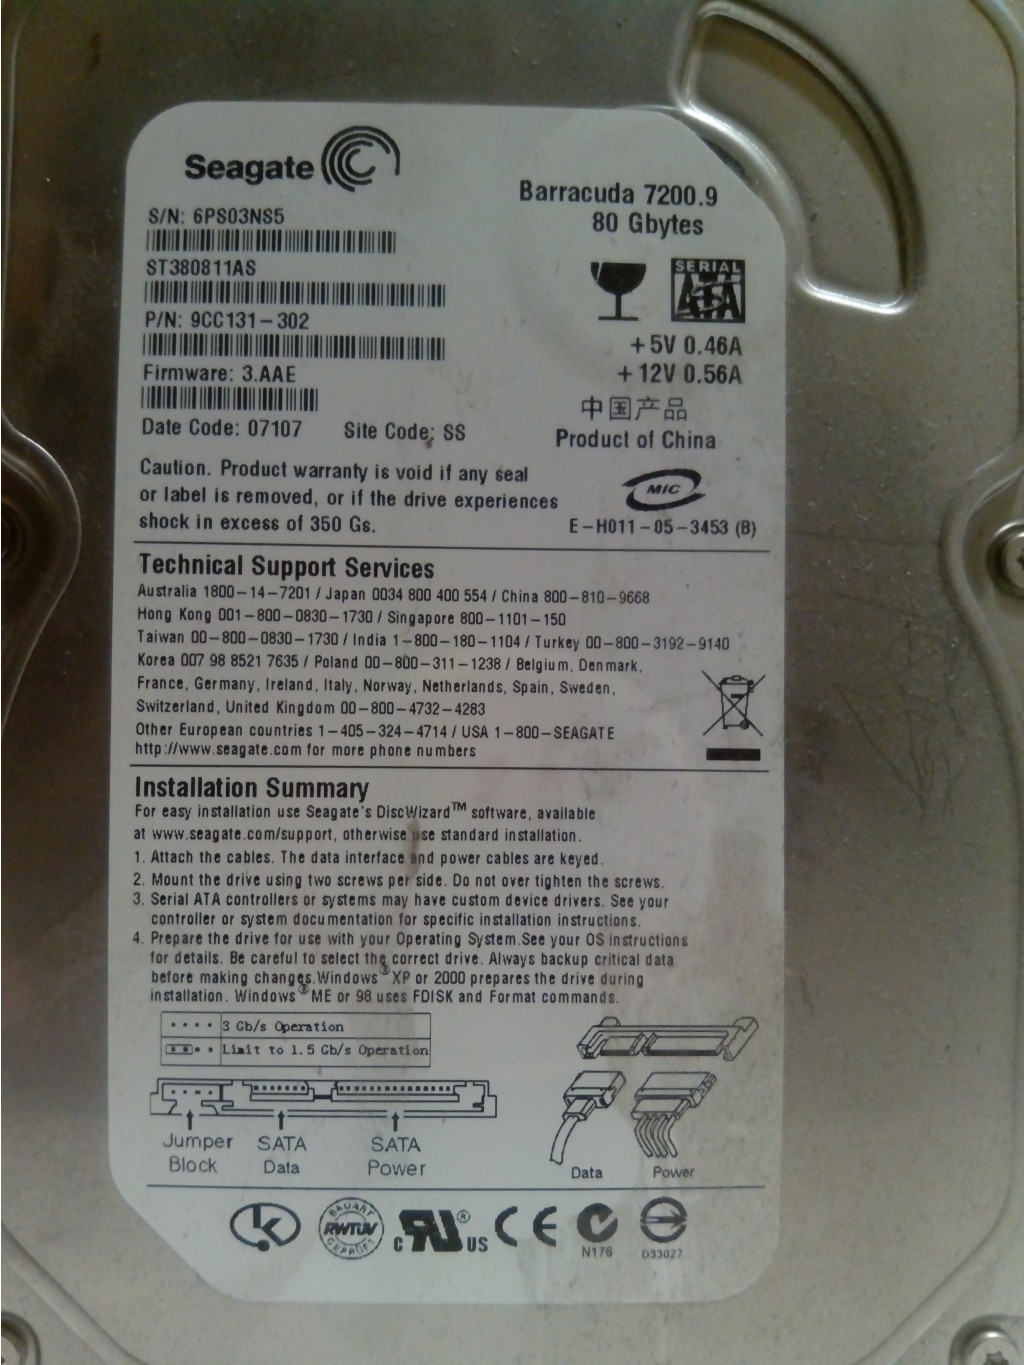 Seagate
Barracuda 7200.9
80 Gbytes
S/N: 6PS03NS5
ST380811AS
P/N: 9CC131-302
Firmware: 3.AAE
Date Code: 07107 Site Code: SS
SERIAL
ATA
+5V 0.46A
+12V 0.56A
中国产品
Product of China
Caution. Product warranty is void if any seal
or label is removed, or if the drive experiences
shock in excess of 350 Gs.
MIC
E-H011-05-3453 (B)
Technical Support Services
Australia 1800-14-7201 / Japan 0034 800 400 554 / China 800-810-9668
Hong Kong 001-800-0830-1730 / Singapore 800-1101-150
Taiwan 00-800-0830-1730 / India 1-800-180-1104 / Turkey 00-800-3192-9140
Korea 007 98 8521 7635 / Poland 00-800-311-1238 / Belgium, Denmark,
France, Germany, Ireland, Italy, Norway, Netherlands, Spain, Sweden,
Switzerland, United Kingdom 00-800-4732-4283
Other European countries 1-405-324-4714 / USA 1-800-SEAGATE
http://www.seagate.com for more phone numbers
Installation Summary
For easy installation use Seagate's DiscWizard™ software, available
at www.seagate.com/support, otherwise use standard installation.
1. Attach the cables. The data interface and power cables are keyed.
2. Mount the drive using two screws per side. Do not over tighten the screws.
3. Serial ATA controllers or systems may have custom device drivers. See your
controller or system documentation for specific installation instructions.
4. Prepare the drive for use with your Operating System.See your OS instructions
for details. Be careful to select the correct drive. Always backup critical data
before making changes.Windows® XP or 2000 prepares the drive during
installation. Windows® ME or 98 uses FDISK and Format commands.
3 Gb/s Operation
Limit to 1.5 Gb/s Operation
Jumper
Block
SATA
Data
SATA
Power
Data
Power
BAUART
RWTÜV
GEPRÜFT
c RU ® US
CE
N176
D33027